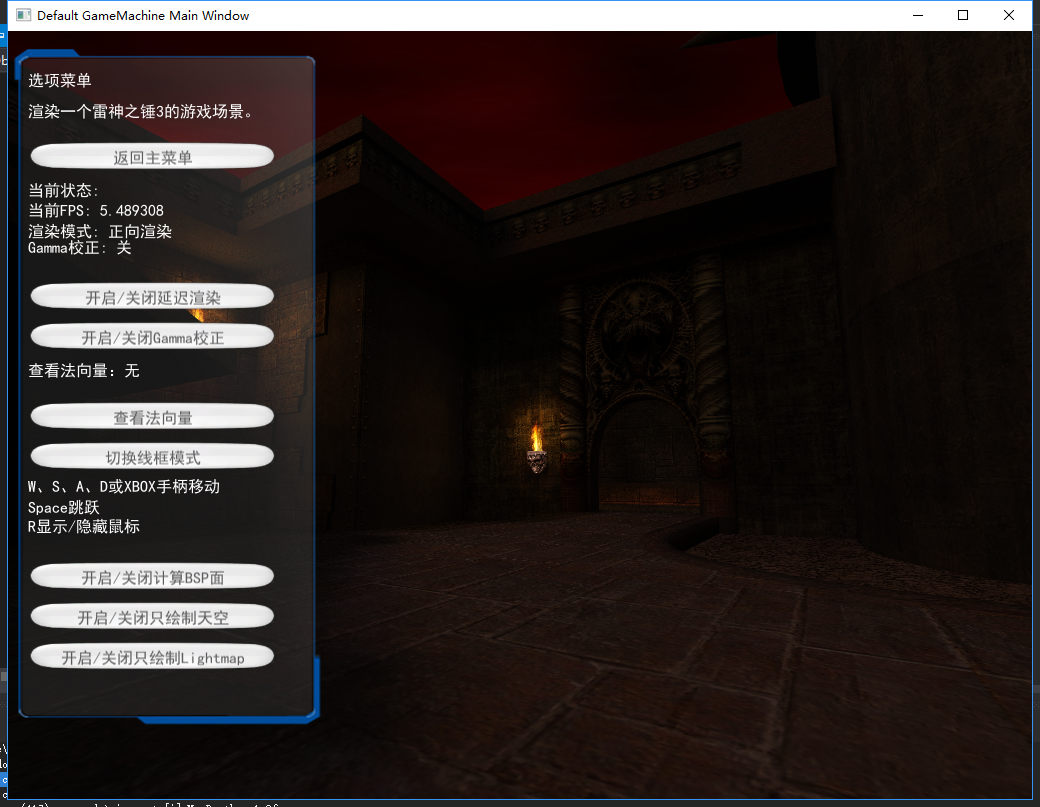 Default GameMachine Main Window
选项菜单
渲染一个雷神之锤3的游戏场景。
返回主菜单
当前状态:
当前FPS: 5.489308
渲染模式: 正向渲染
Gamma校正: 关
开启/关闭延迟渲染
开启/关闭Gamma校正
查看法向量: 无
查看法向量
切换线框模式
W、S、A、D或XBOX手柄移动
Space跳跃
R显示/隐藏鼠标
开启/关闭计算BSP面
开启/关闭只绘制天空
开启/关闭只绘制Lightmap